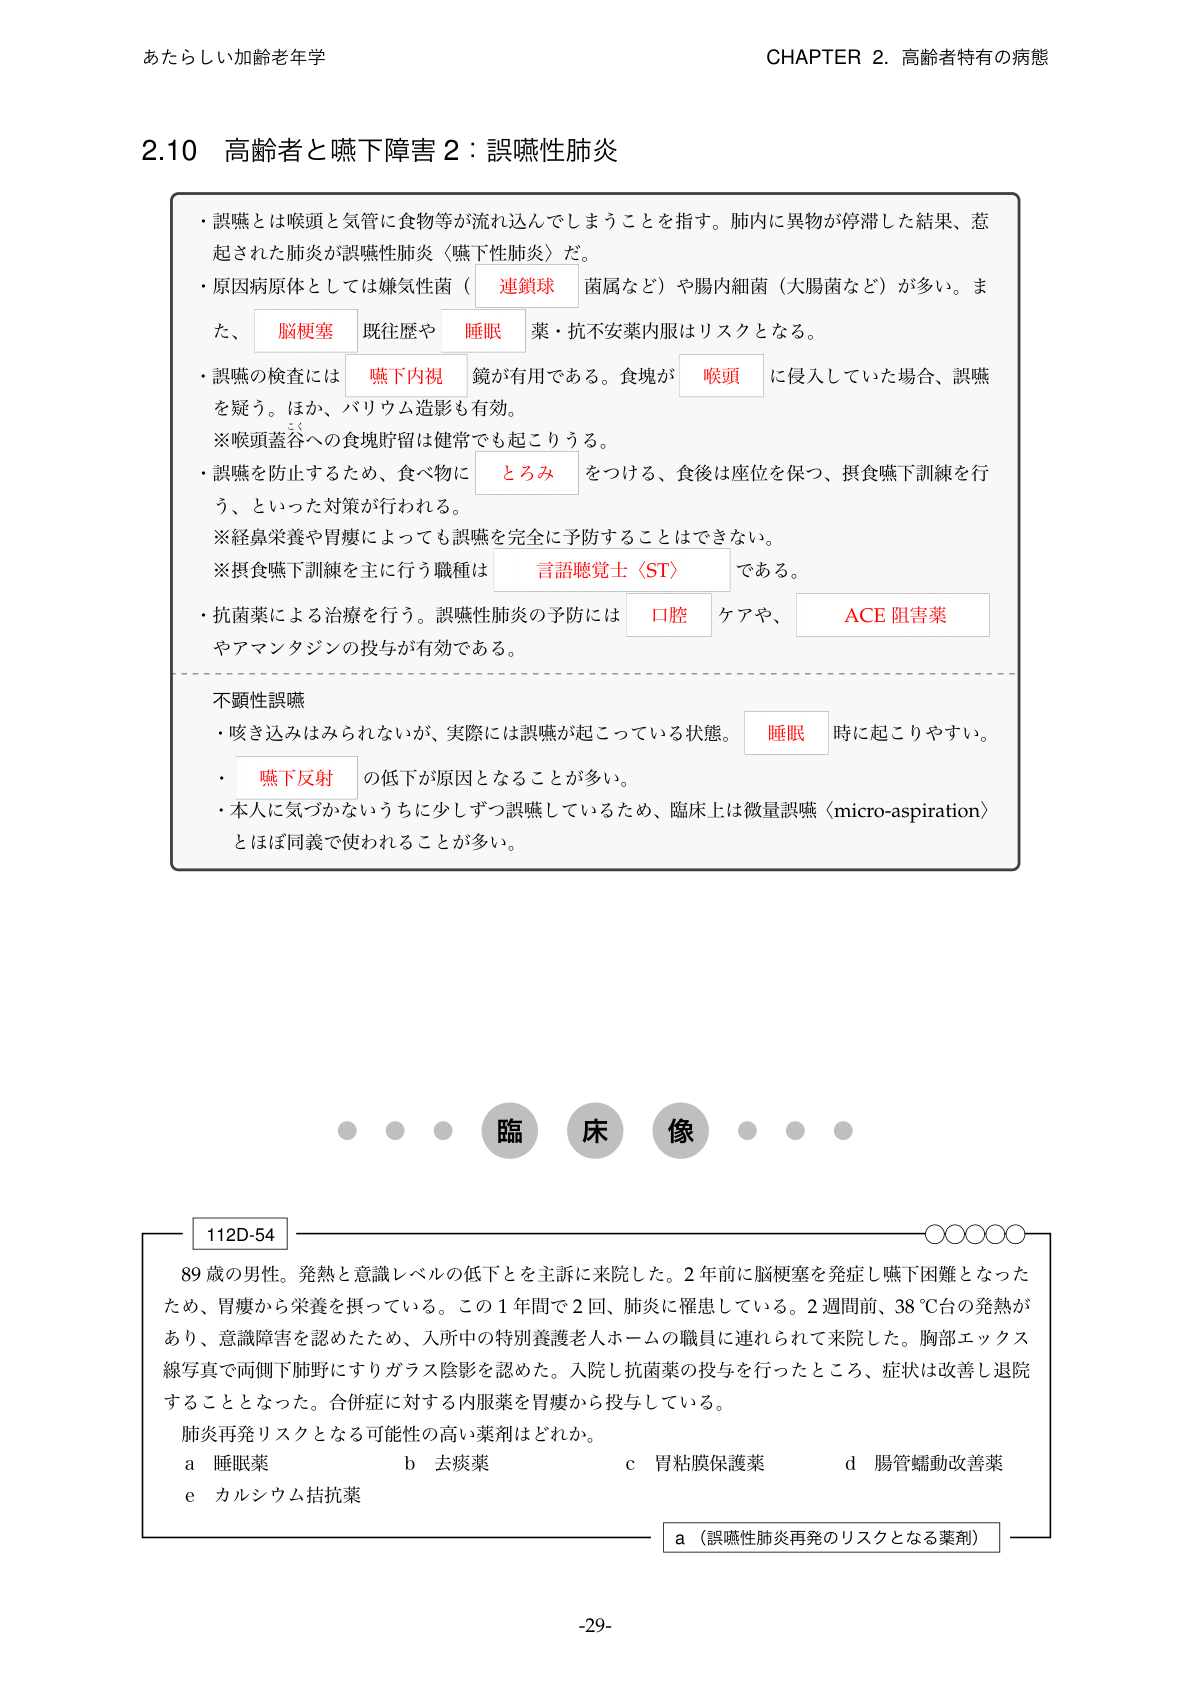 あたらしい加齢老年学
CHAPTER 2. 高齢者特有の病態
2.10 高齢者と嚥下障害 2：誤嚥性肺炎
・誤嚥とは喉頭と気管に食物等が流れ込んでしまうことを指す。肺内に異物が停滞した結果、惹
起された肺炎が誤嚥性肺炎〈嚥下性肺炎〉だ。
・原因病原体としては嫌気性菌（ 連鎖球 菌属など）や腸内細菌（大腸菌など）が多い。ま
た、 脳梗塞 既往歴や 睡眠 薬・抗不安薬内服はリスクとなる。
・誤嚥の検査には 嚥下内視 鏡が有用である。食塊が 喉頭 に侵入していた場合、誤嚥
を疑う。ほか、バリウム造影も有効。
こく
※喉頭蓋谷への食塊貯留は健常でも起こりうる。
・誤嚥を防止するため、食べ物に とろみ をつける、食後は座位を保つ、摂食嚥下訓練を行
う、といった対策が行われる。
※経鼻栄養や胃瘻によっても誤嚥を完全に予防することはできない。
※摂食嚥下訓練を主に行う職種は 言語聴覚士〈ST〉 である。
・抗菌薬による治療を行う。誤嚥性肺炎の予防には 口腔 ケアや、 ACE 阻害薬
やアマンタジンの投与が有効である。
不顕性誤嚥
・咳き込みはみられないが、実際には誤嚥が起こっている状態。 睡眠 時に起こりやすい。
・ 嚥下反射 の低下が原因となることが多い。
・本人に気づかないうちに少しずつ誤嚥しているため、臨床上は微量誤嚥〈micro-aspiration〉
とほぼ同義で使われることが多い。
臨 床 像
112D-54
89 歳の男性。発熱と意識レベルの低下とを主訴に来院した。2 年前に脳梗塞を発症し嚥下困難となった
ため、胃瘻から栄養を摂っている。この 1 年間で 2 回、肺炎に罹患している。2 週間前、38 ℃台の発熱が
あり、意識障害を認めたため、入所中の特別養護老人ホームの職員に連れられて来院した。胸部エックス
線写真で両側下肺野にすりガラス陰影を認めた。入院し抗菌薬の投与を行ったところ、症状は改善し退院
することとなった。合併症に対する内服薬を胃瘻から投与している。
肺炎再発リスクとなる可能性の高い薬剤はどれか。
a 睡眠薬 b 去痰薬 c 胃粘膜保護薬 d 腸管蠕動改善薬
e カルシウム拮抗薬
a（誤嚥性肺炎再発のリスクとなる薬剤）
-29-